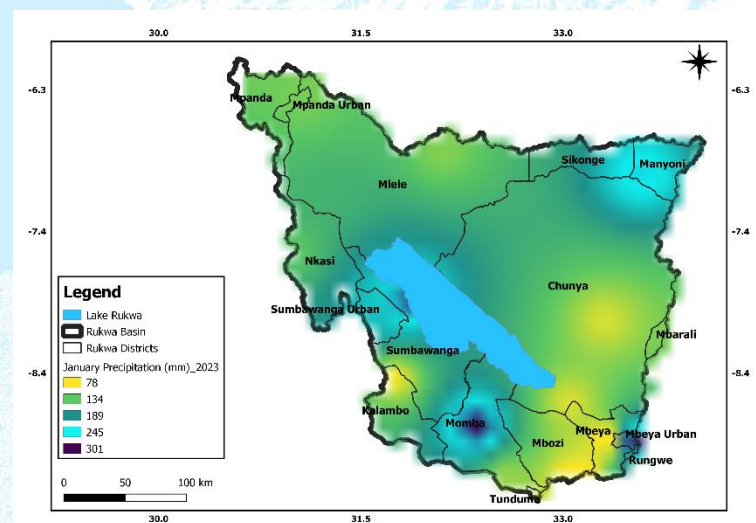 30.0 31.5 33.0
-6.3 -6.3
Mpanda
Mpanda Urban
Sikonge
Manyoni
Mlele
-7.4 -7.4
Nkasi
Chunya
Sumbawanga Urban
Mbarali
Sumbawanga
-8.4 -8.4
Kalambo
Momba
Mbeya
Mbeya Urban
Mbozi
Rungwe
Tunduma
Legend
Lake Rukwa
Rukwa Basin
Rukwa Districts
January Precipitation (mm)_2023
78
134
189
245
301
0 50 100 km
30.0 31.5 33.0